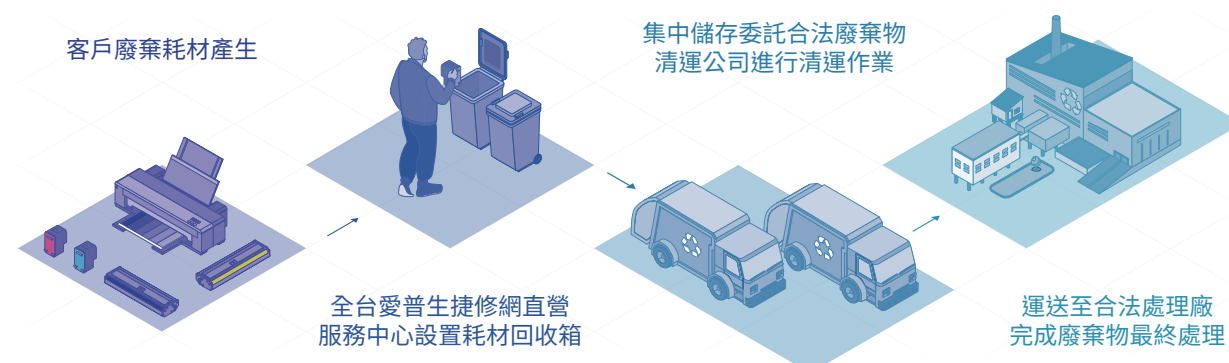 客戶廢棄耗材產生
全台愛普生捷修網直營
服務中心設置耗材回收箱
集中儲存委託合法廢棄物
清運公司進行清運作業
運送至合法處理廠
完成廢棄物最終處理